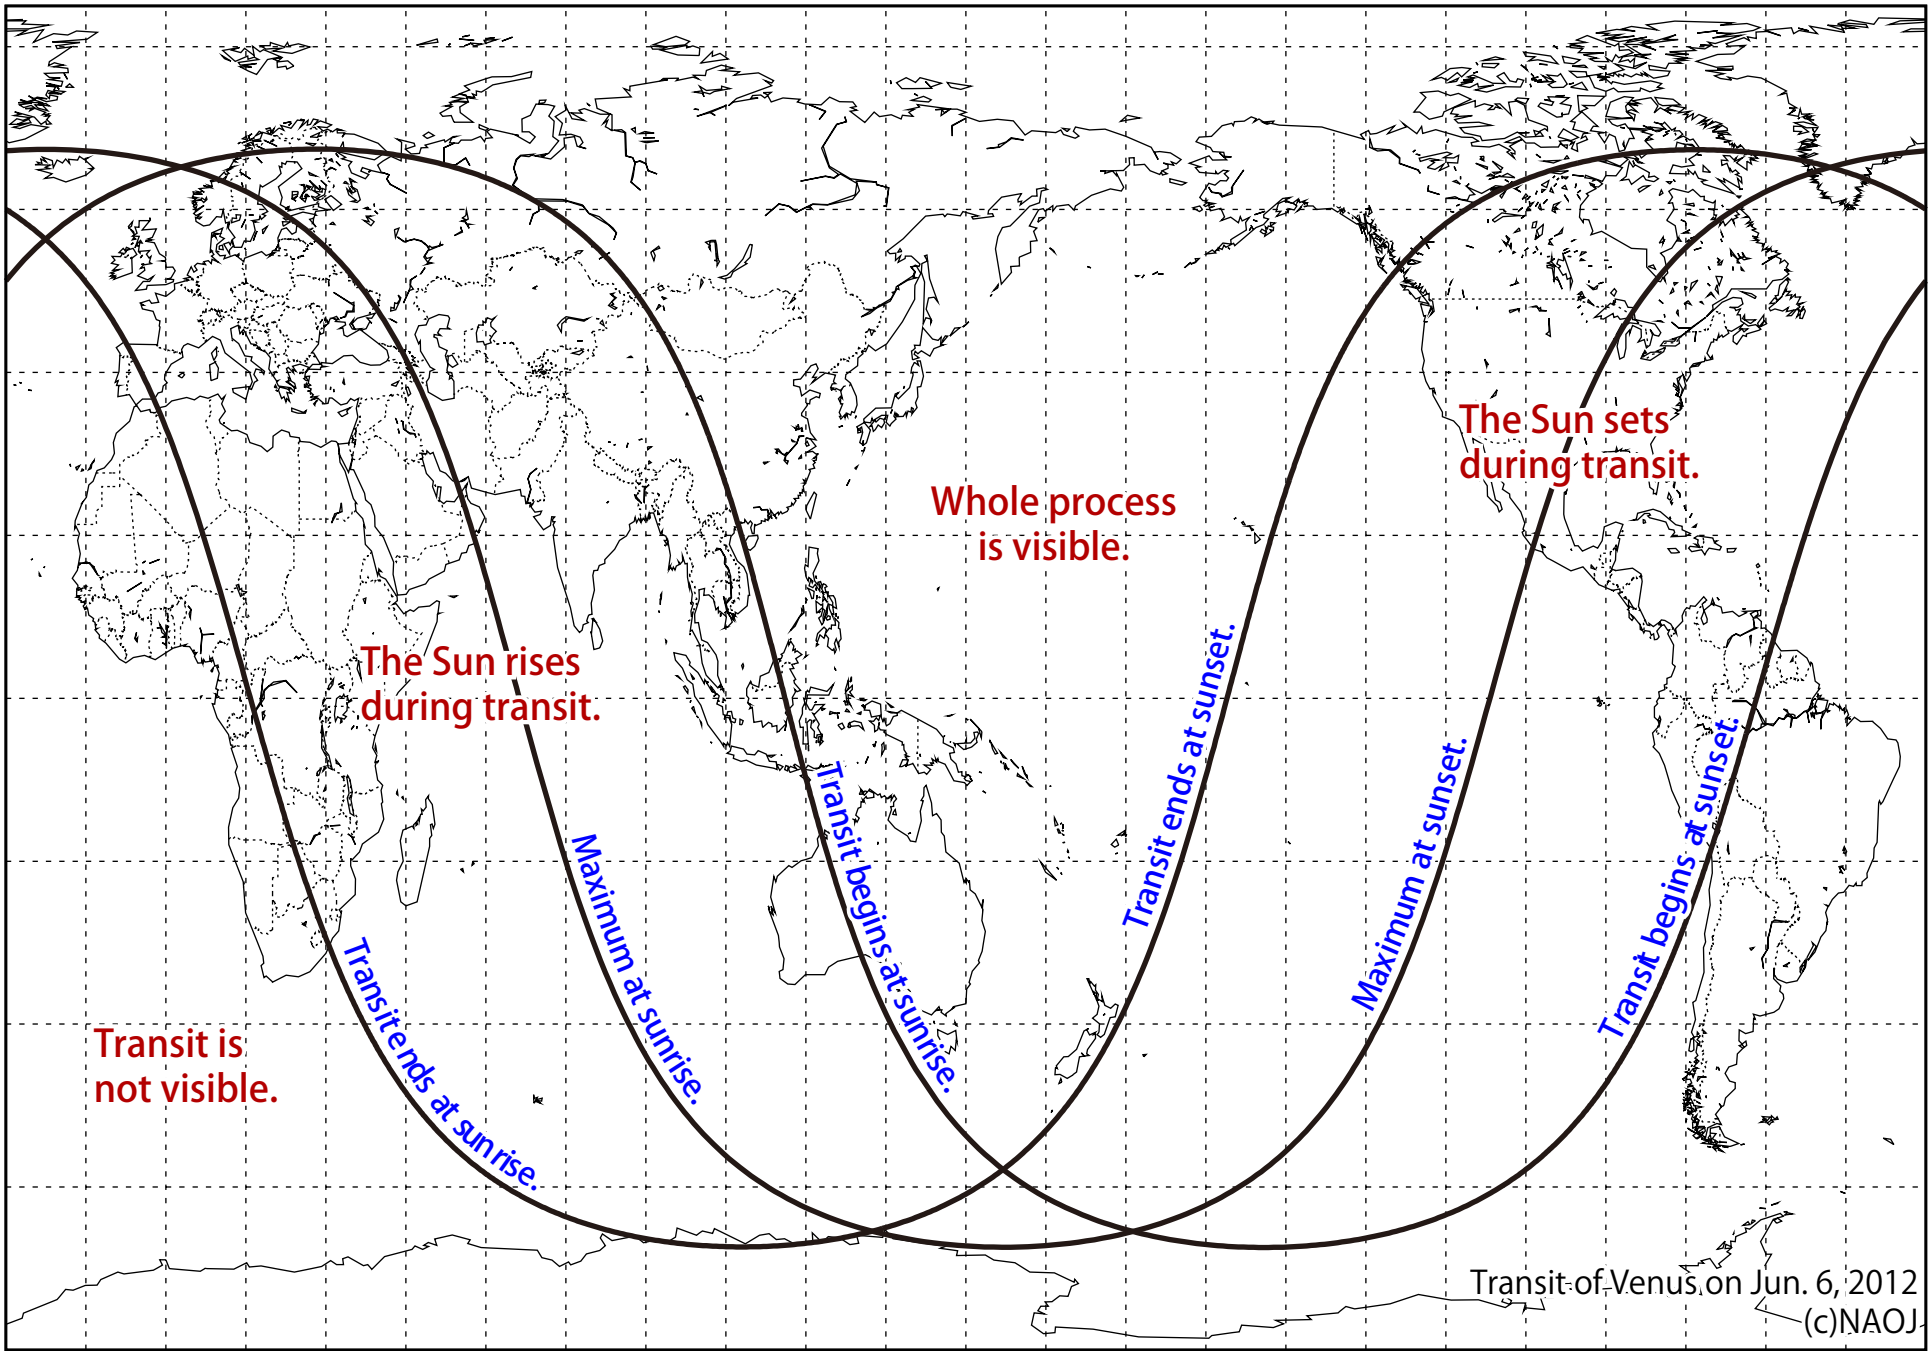 The Sun sets
during transit.
Whole process
is visible.
The Sun rises
during transit.
Transit ends at sunset.
Maximum at sunset.
Transit begins at sunset.
Transit begins at sunrise.
Maximum at sunrise.
Transit ends at sunrise.
Transit is
not visible.
Transit of Venus on Jun. 6, 2012
(c)NAOJ